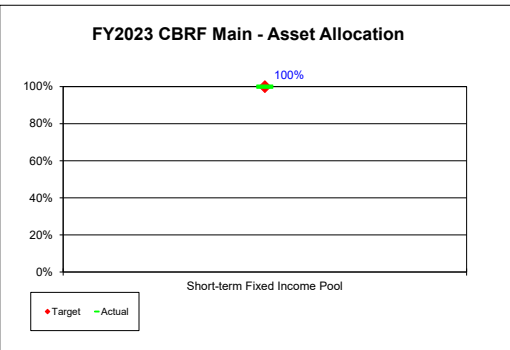 FY2023 CBRF Main - Asset Allocation
100%
100%
80%
60%
40%
20%
0%
Short-term Fixed Income Pool
Target
Actual